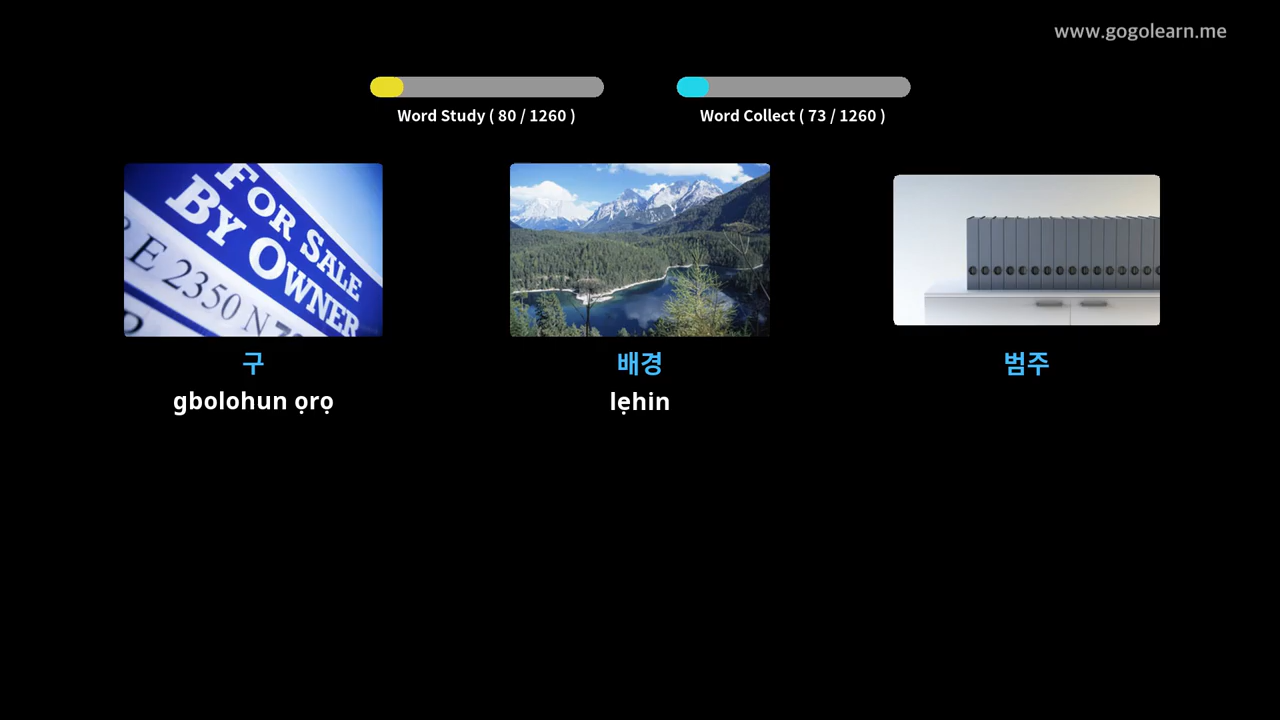 www.gogolearn.me
Word Study ( 80 / 1260 )
Word Collect ( 73 / 1260 )
FOR SALE
BY OWNER
E 2350 N
구
gbolohun ọrọ
배경
lẹhin
범주